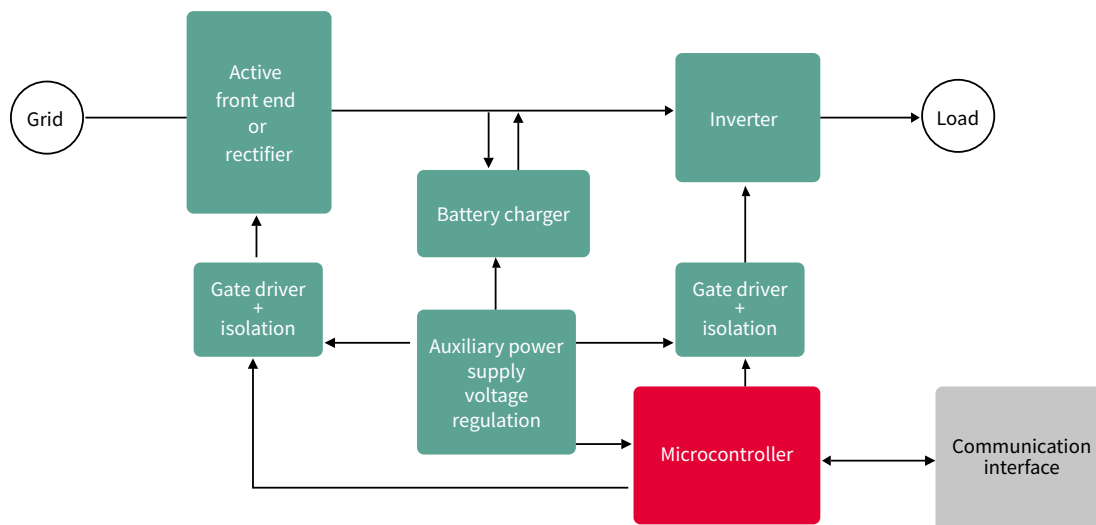 Grid
Active
front end
or
rectifier
Inverter
Load
Battery charger
Gate driver
+
isolation
Auxiliary power
supply
voltage
regulation
Gate driver
+
isolation
Microcontroller
Communication
interface